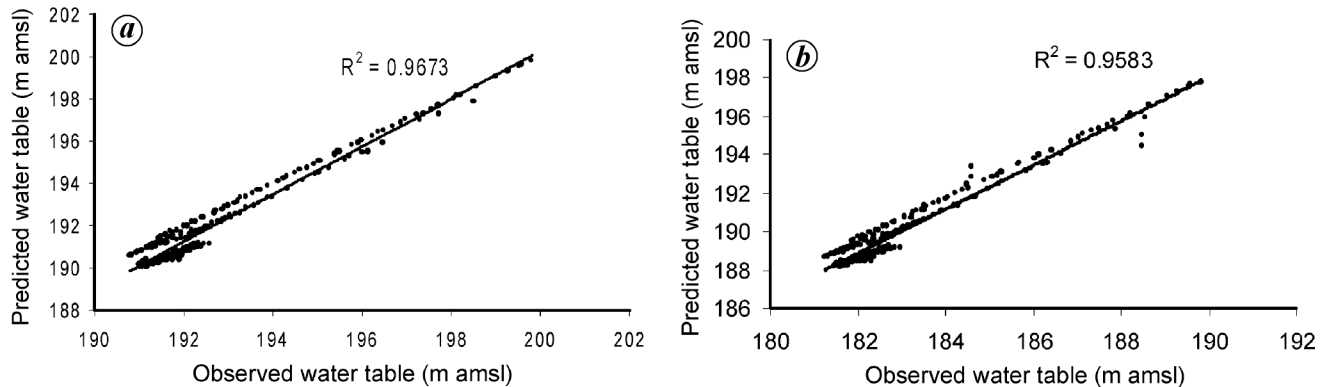 a
R² = 0.9673
Predicted water table (m amsl)
202
200
198
196
194
192
190
188
190 192 194 196 198 200 202
Observed water table (m amsl)
b
R² = 0.9583
Predicted water table (m amsl)
200
198
196
194
192
190
188
186
180 182 184 186 188 190 192
Observed water table (m amsl)